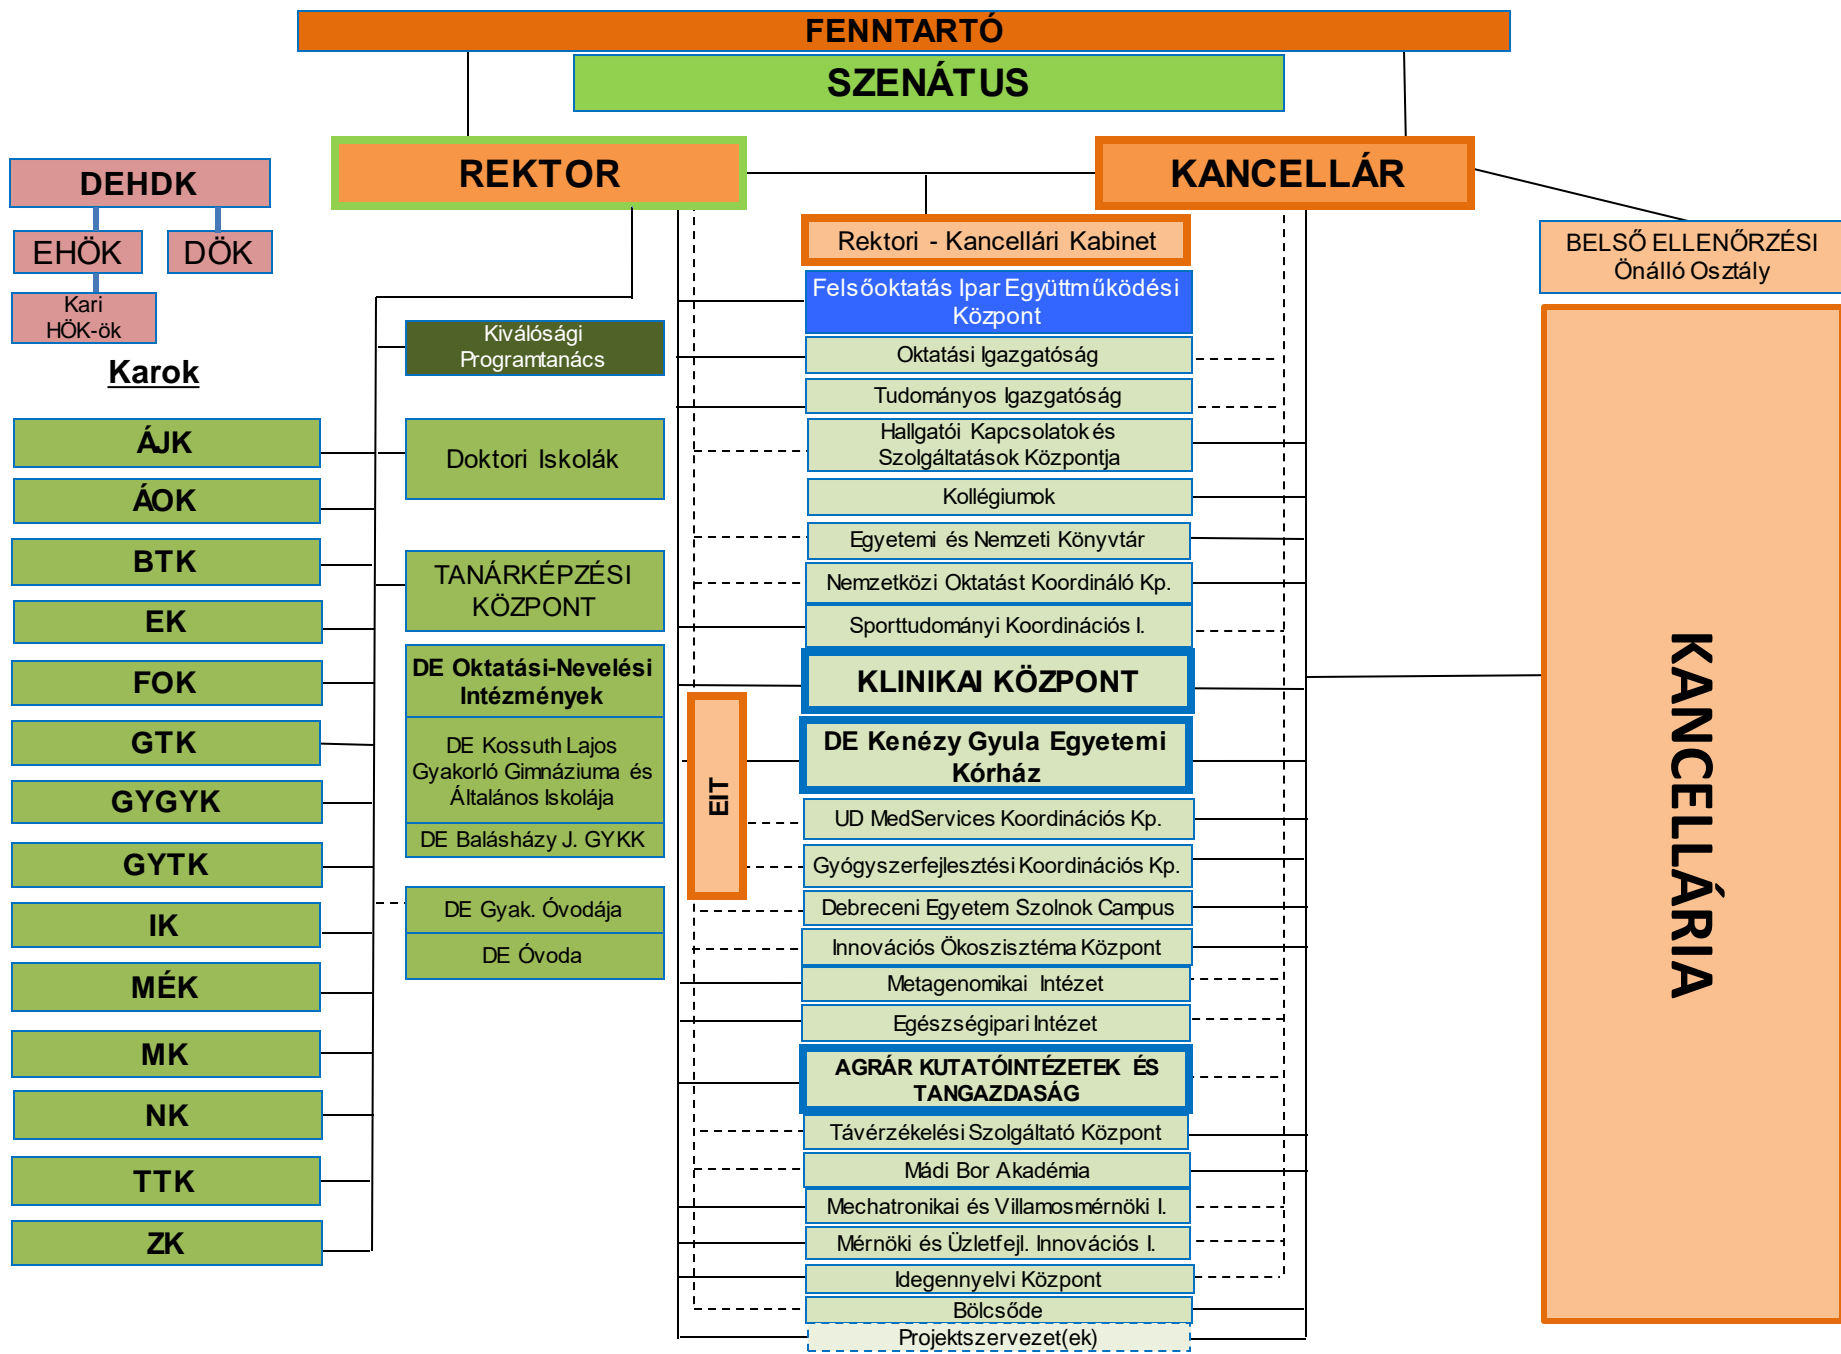 FENNTARTÓ
SZENÁTUS
REKTOR
KANCELLÁR
DEHDK
EHÖK
DÖK
Kari
HÖK-ök
Rektori - Kancellári Kabinet
BELSŐ ELLENŐRZÉSI
Önálló Osztály
Karok
ÁJK
ÁOK
BTK
EK
FOK
GTK
GYGYK
GYTK
IK
MÉK
MK
NK
TTK
ZK
Kiválósági
Programtanács
Doktori Iskolák
TANÁRKÉPZÉSI
KÖZPONT
DE Oktatási-Nevelési
Intézmények
DE Kossuth Lajos
Gyakorló Gimnáziuma és
Általános Iskolája
DE Balásházy J. GYKK
DE Gyak. Óvodája
DE Óvoda
EIT
Felsőoktatás Ipar Együttműködési
Központ
Oktatási Igazgatóság
Tudományos Igazgatóság
Hallgatói Kapcsolatok és
Szolgáltatások Központja
Kollégiumok
Egyetemi és Nemzeti Könyvtár
Nemzetközi Oktatást Koordináló Kp.
Sporttudományi Koordinációs I.
KLINIKAI KÖZPONT
DE Kenézy Gyula Egyetemi
Kórház
UD MedServices Koordinációs Kp.
Gyógyszerfejlesztési Koordinációs Kp.
Debreceni Egyetem Szolnok Campus
Innovációs Ökoszisztéma Központ
Metagenomikai Intézet
Egészségipari Intézet
AGRÁR KUTATÓINTÉZETEK ÉS
TANGAZDASÁG
Távérzékelési Szolgáltató Központ
Mádi Bor Akadémia
Mechatronikai és Villamosmérnöki I.
Mérnöki és Üzletfejl. Innovációs I.
Idegennyelvi Központ
Bölcsőde
Projektszervezet(ek)
KANCELLÁRIA